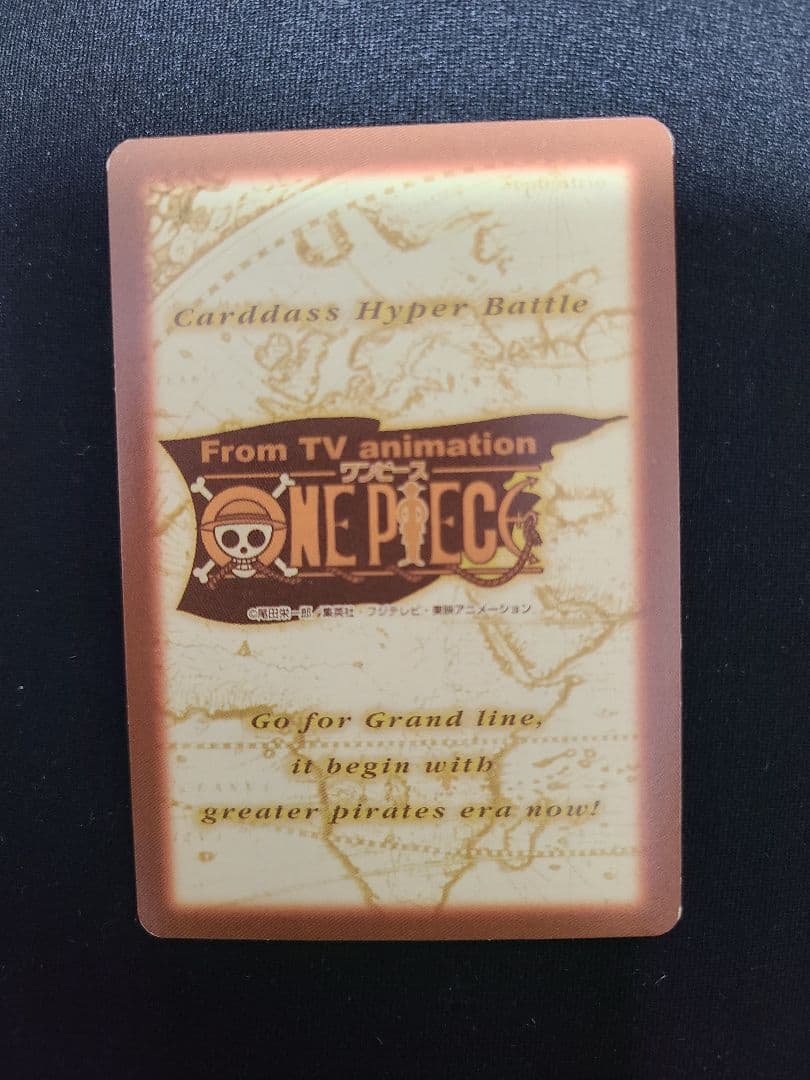 Septentrio
Carddass Hyper Battle
From TV animation
ワンピース
ONE PIECE
©尾田栄一郎/集英社・フジテレビ・東映アニメーション
Go for Grand line,
it begin with
greater pirates era now!